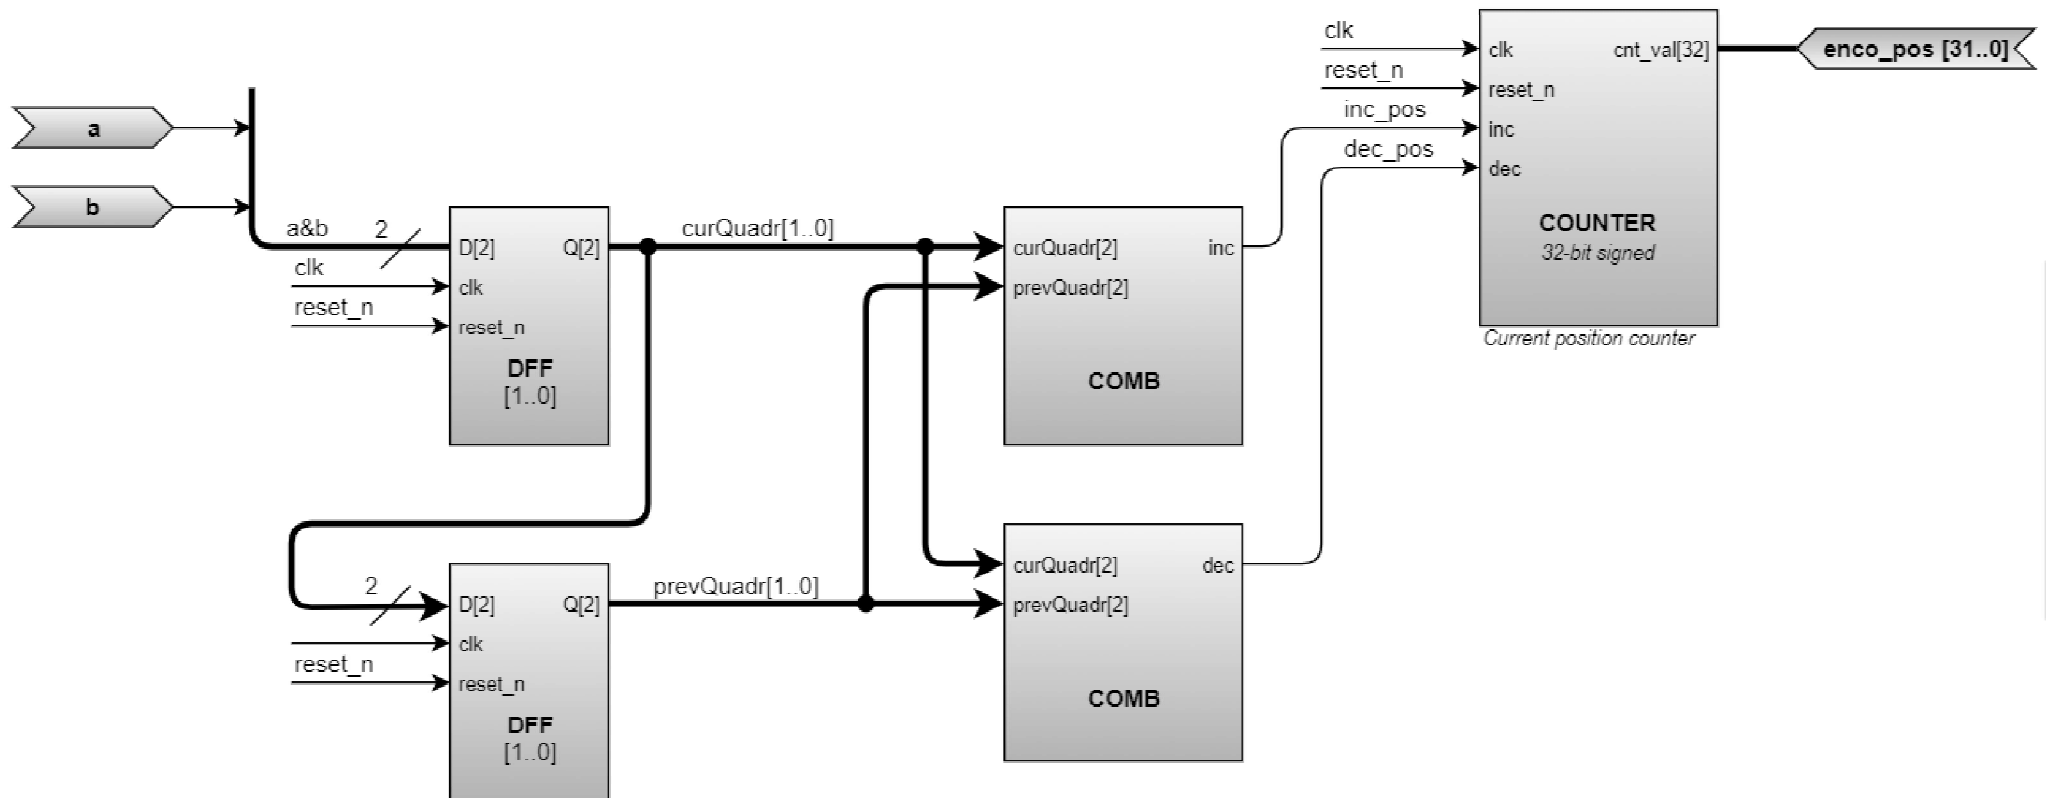 clk
clk
cnt_val[32]
enco_pos [31..0]
reset_n
reset_n
a
inc_pos
inc
dec_pos
dec
b
COUNTER
32-bit signed
a&b
2
D[2]
Q[2]
curQuadr[1..0]
curQuadr[2]
inc
clk
clk
prevQuadr[2]
reset_n
reset_n
Current position counter
DFF
[1..0]
COMB
curQuadr[2]
dec
2
D[2]
Q[2]
prevQuadr[1..0]
prevQuadr[2]
clk
reset_n
reset_n
COMB
DFF
[1..0]